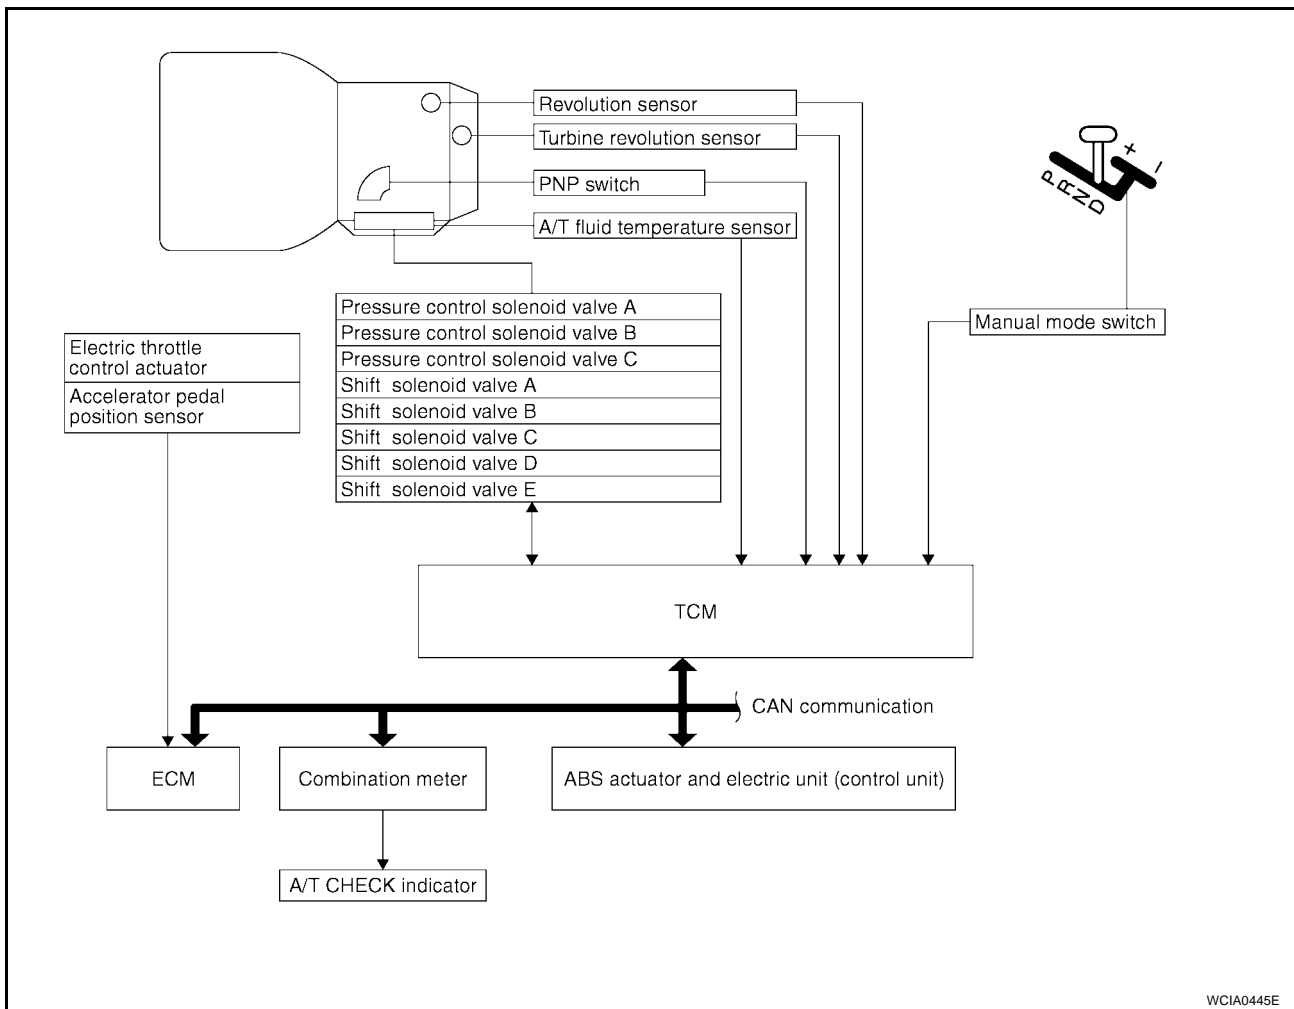 Revolution sensor
Turbine revolution sensor
PNP switch
A/T fluid temperature sensor
P R N D + –
Manual mode switch
Pressure control solenoid valve A
Pressure control solenoid valve B
Pressure control solenoid valve C
Shift solenoid valve A
Shift solenoid valve B
Shift solenoid valve C
Shift solenoid valve D
Shift solenoid valve E
Electric throttle
control actuator
Accelerator pedal
position sensor
TCM
CAN communication
ECM
Combination meter
ABS actuator and electric unit (control unit)
A/T CHECK indicator
WCIA0445E